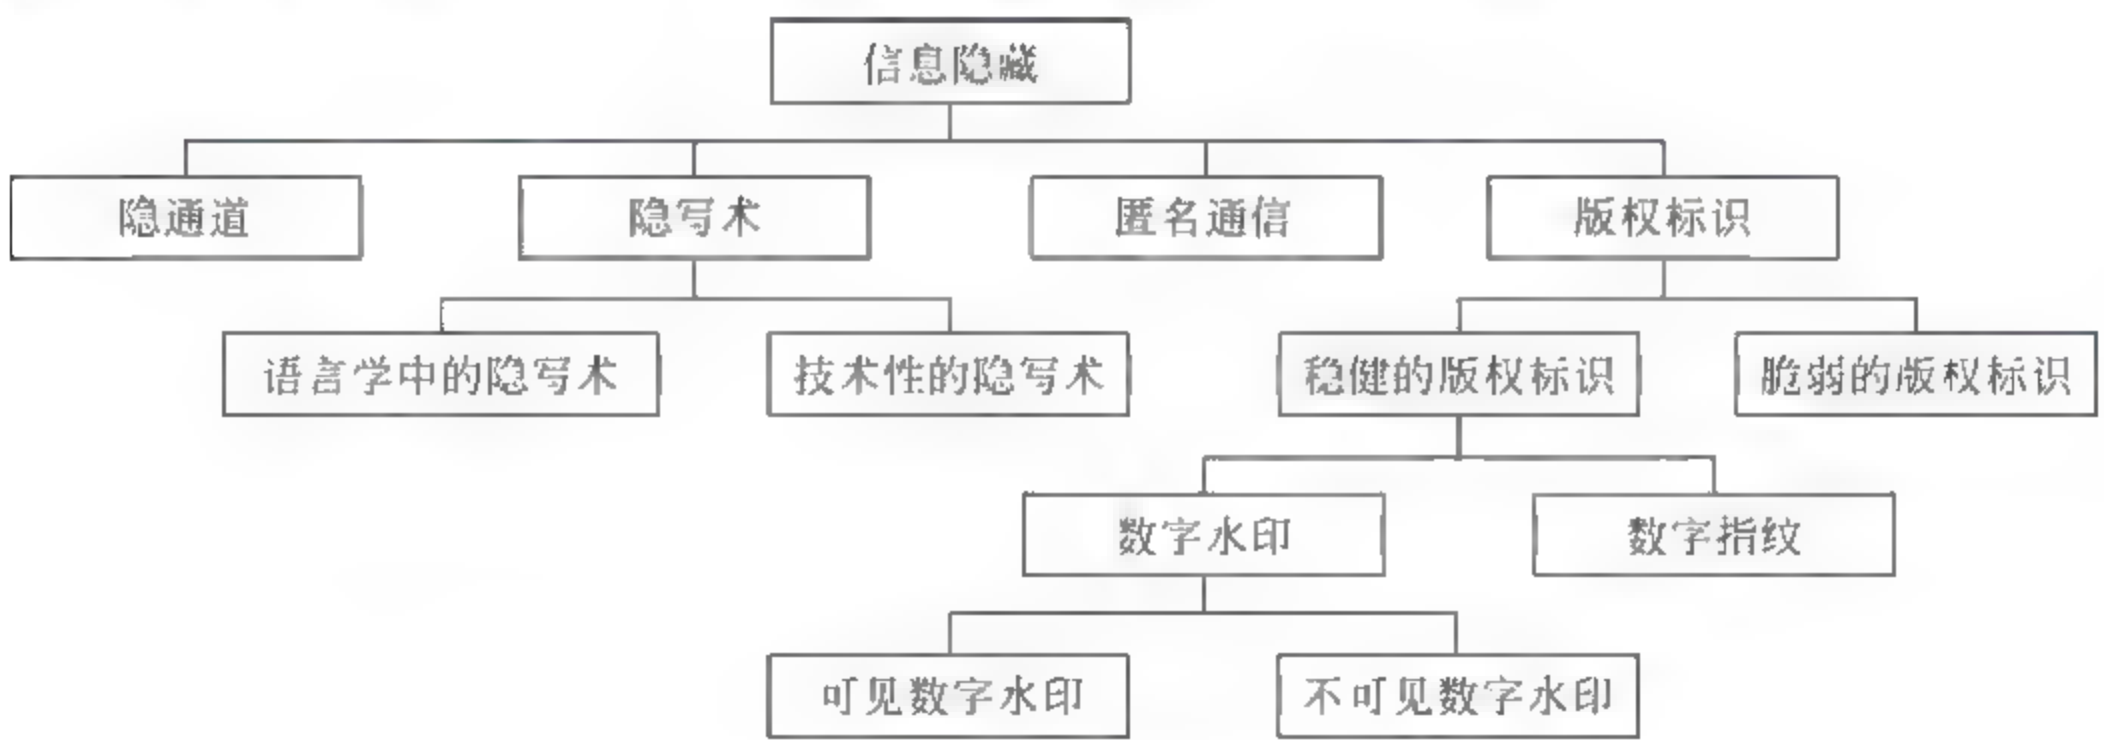 信息隐藏
隐通道
隐写术
匿名通信
版权标识
语言学中的隐写术
技术性的隐写术
稳健的版权标识
脆弱的版权标识
数字水印
数字指纹
可见数字水印
不可见数字水印